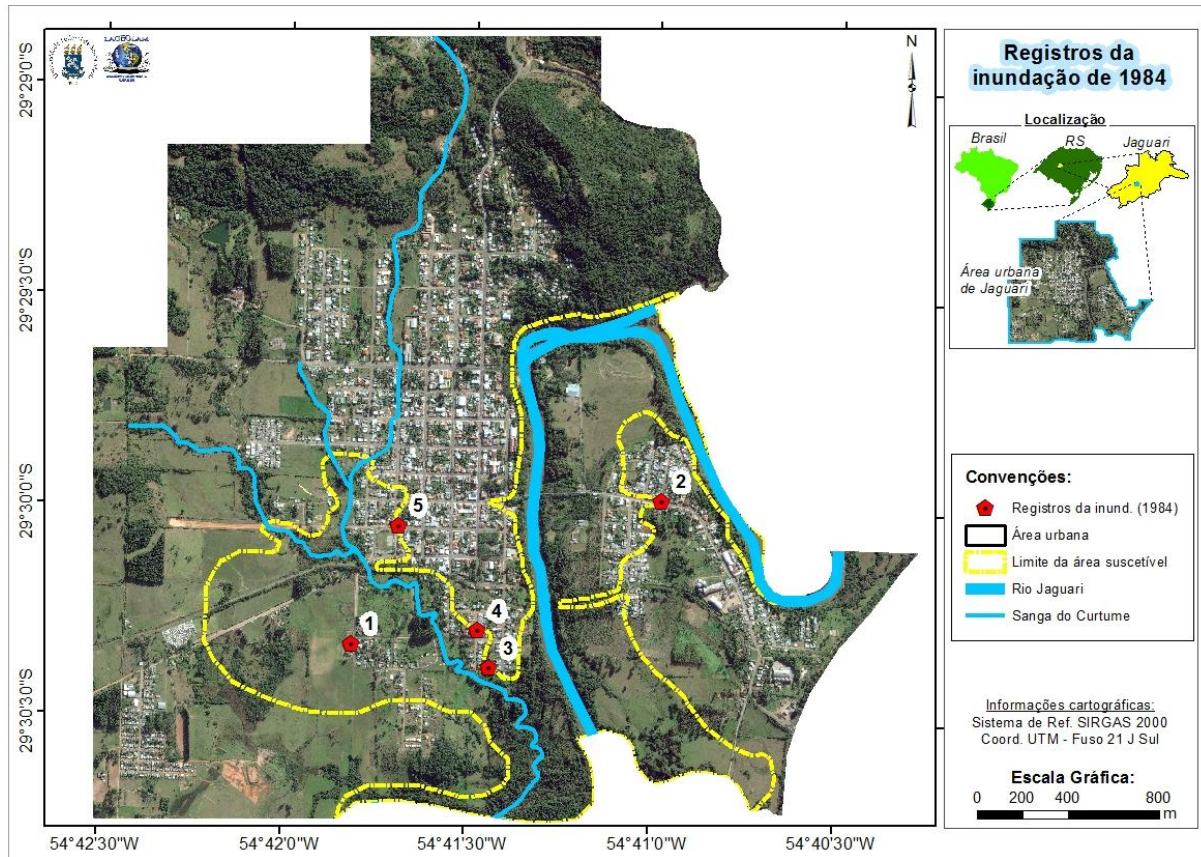 Registros da
inundação de 1984
Localização
Brasil
RS
Jaguari
Área urbana
de Jaguari
Convenções:
Registros da inund. (1984)
Área urbana
Limite da área suscetível
Rio Jaguari
Sanga do Curtume
Informações cartográficas:
Sistema de Ref. SIRGAS 2000
Coord. UTM - Fuso 21 J Sul
Escala Gráfica:
0 200 400 800
m
N
LAGEOLAM
1
2
3
4
5
29°29'0"S
29°29'30"S
29°30'0"S
29°30'30"S
54°42'30"W
54°42'0"W
54°41'30"W
54°41'0"W
54°40'30"W